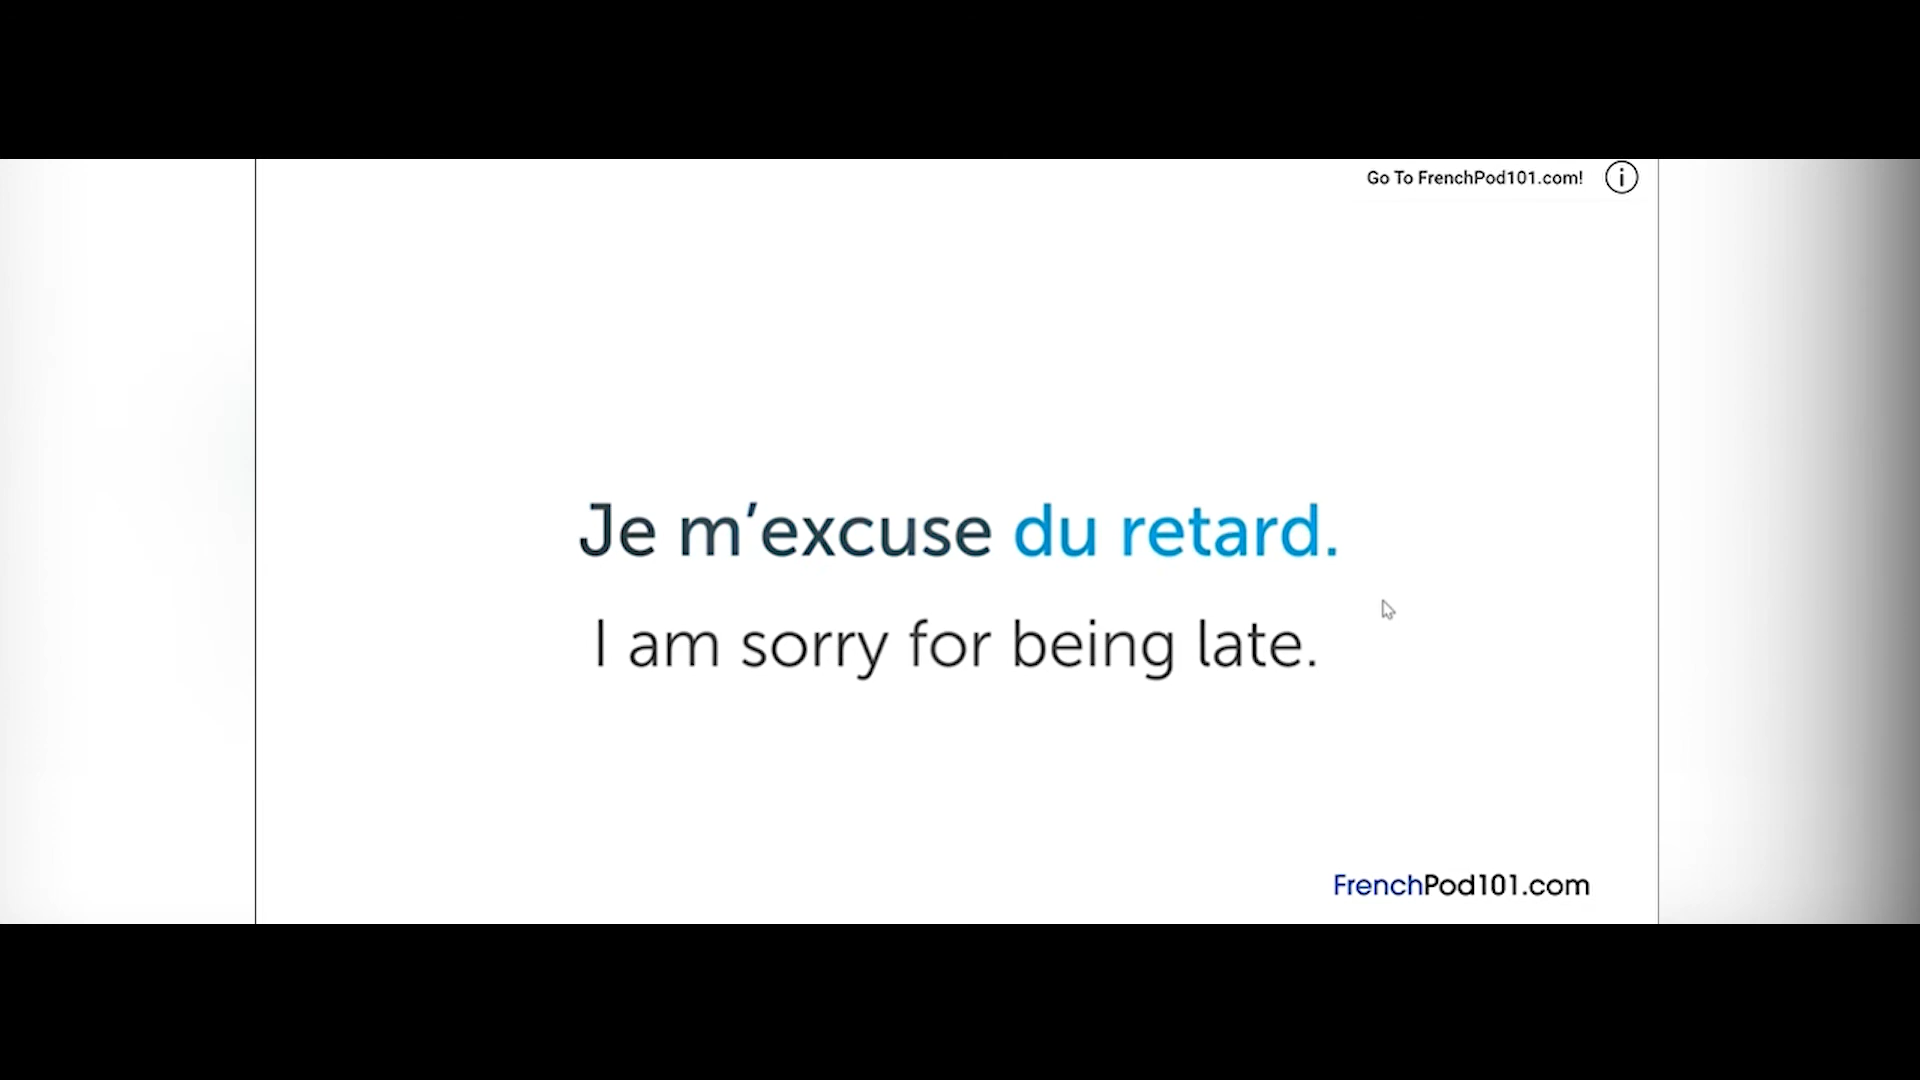 Go To FrenchPod101.com!
Je m’excuse du retard.
I am sorry for being late.
FrenchPod101.com